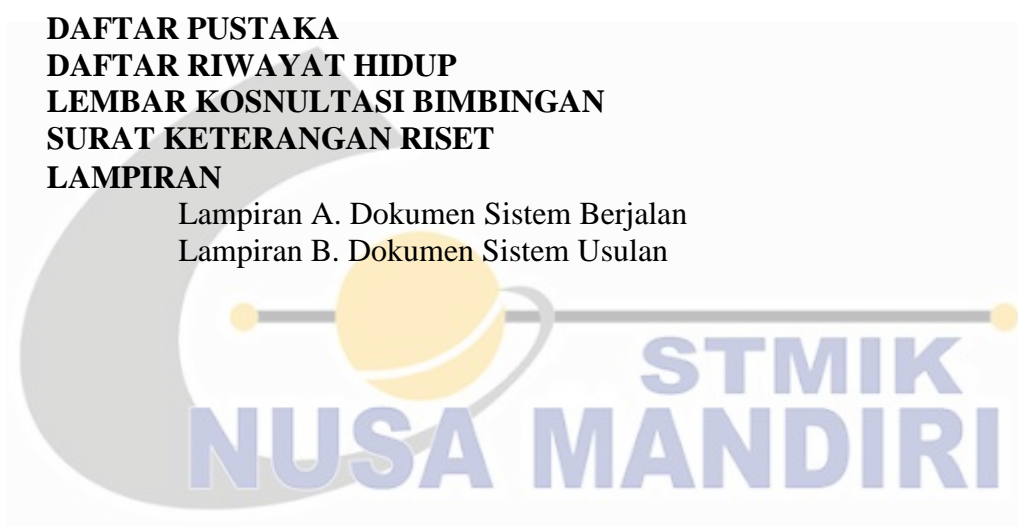 DAFTAR PUSTAKA
DAFTAR RIWAYAT HIDUP
LEMBAR KOSNULTASI BIMBINGAN
SURAT KETERANGAN RISET
LAMPIRAN
Lampiran A. Dokumen Sistem Berjalan
Lampiran B. Dokumen Sistem Usulan
STMIK
NUSA MANDIRI